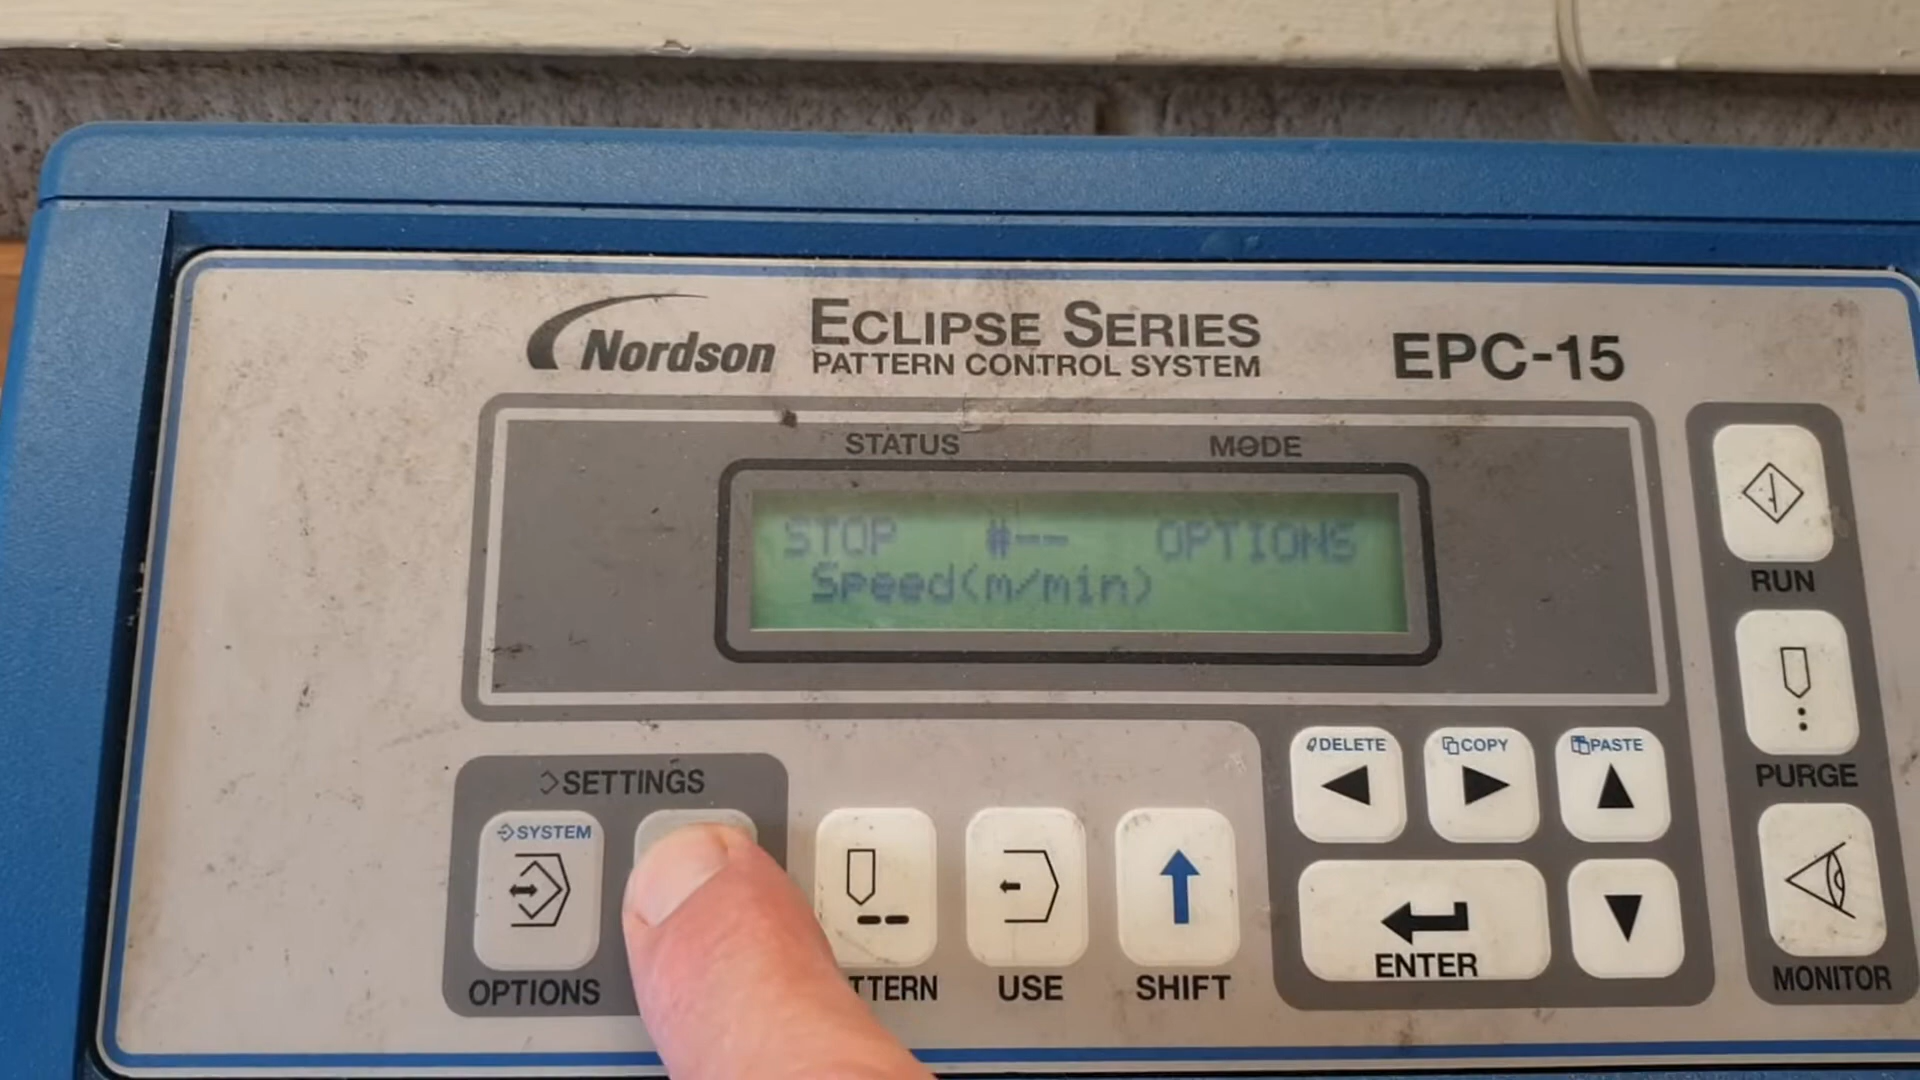 Nordson
ECLIPSE SERIES
PATTERN CONTROL SYSTEM
EPC-15
STATUS MODE
STOP #-- OPTIONS
Speed(m/min)
RUN
PURGE
MONITOR
SETTINGS
SYSTEM
OPTIONS
TTERN
USE
SHIFT
DELETE
COPY
PASTE
ENTER